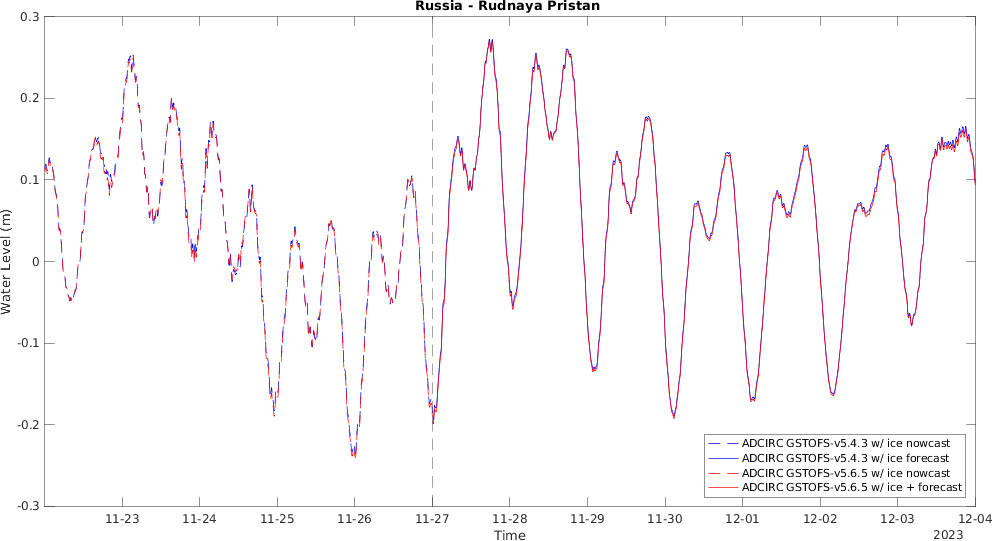 Russia - Rudnaya Pristan
0.3
0.2
0.1
0
-0.1
-0.2
-0.3
Water Level (m)
ADCIRC GSTOFS-v5.4.3 w/ ice nowcast
ADCIRC GSTOFS-v5.4.3 w/ ice forecast
ADCIRC GSTOFS-v5.6.5 w/ ice nowcast
ADCIRC GSTOFS-v5.6.5 w/ ice + forecast
11-23 11-24 11-25 11-26 11-27 11-28 11-29 11-30 12-01 12-02 12-03 12-04
Time
2023